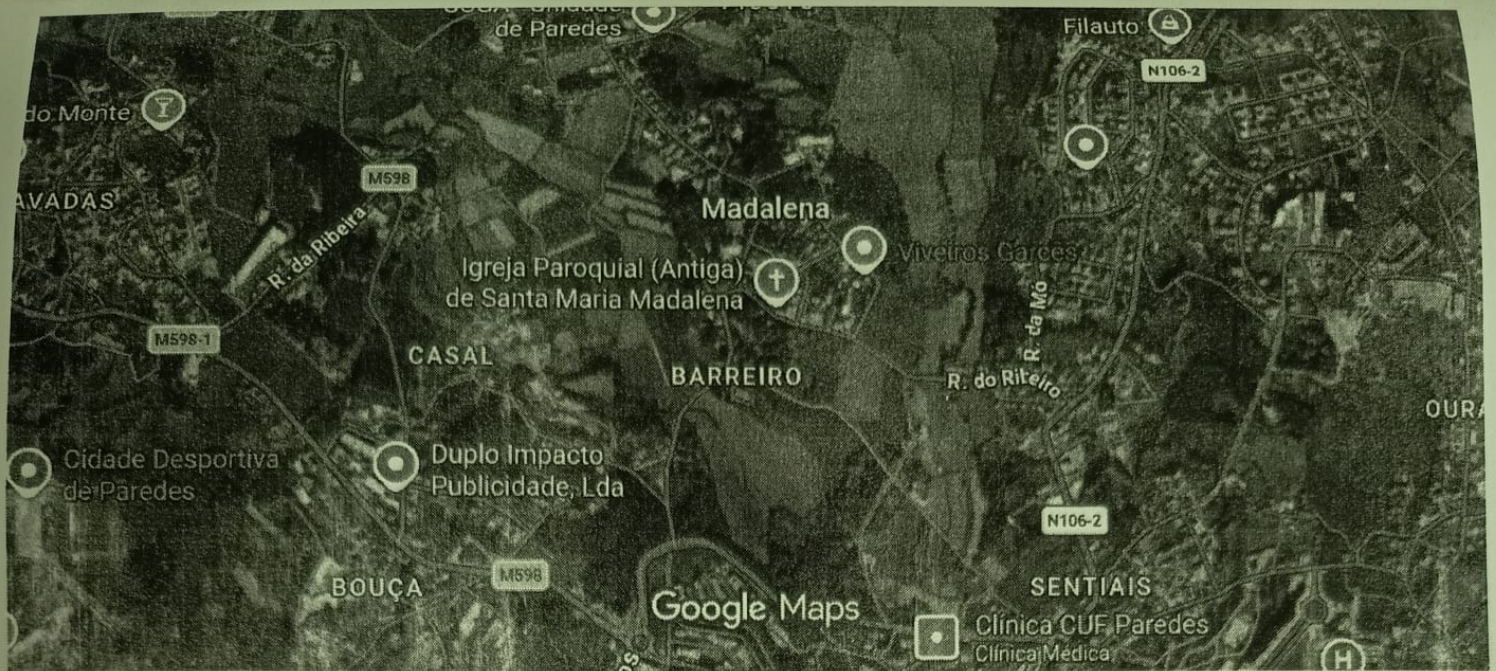 de Paredes
Filauto
N106-2
do Monte
M598
AVADAS
Madalena
R. da Ribeira
Viveiros Garces
Igreja Paroquial (Antiga)
de Santa Maria Madalena
R. da Mó
M598-1
CASAL
BARREIRO
R. do Ribeiro
OURA
Cidade Desportiva
de Paredes
Duplo Impacto
Publicidade, Lda
N106-2
M598
BOUÇA
SENTIAIS
Google Maps
Clínica CUF Paredes
Clínica Médica
H